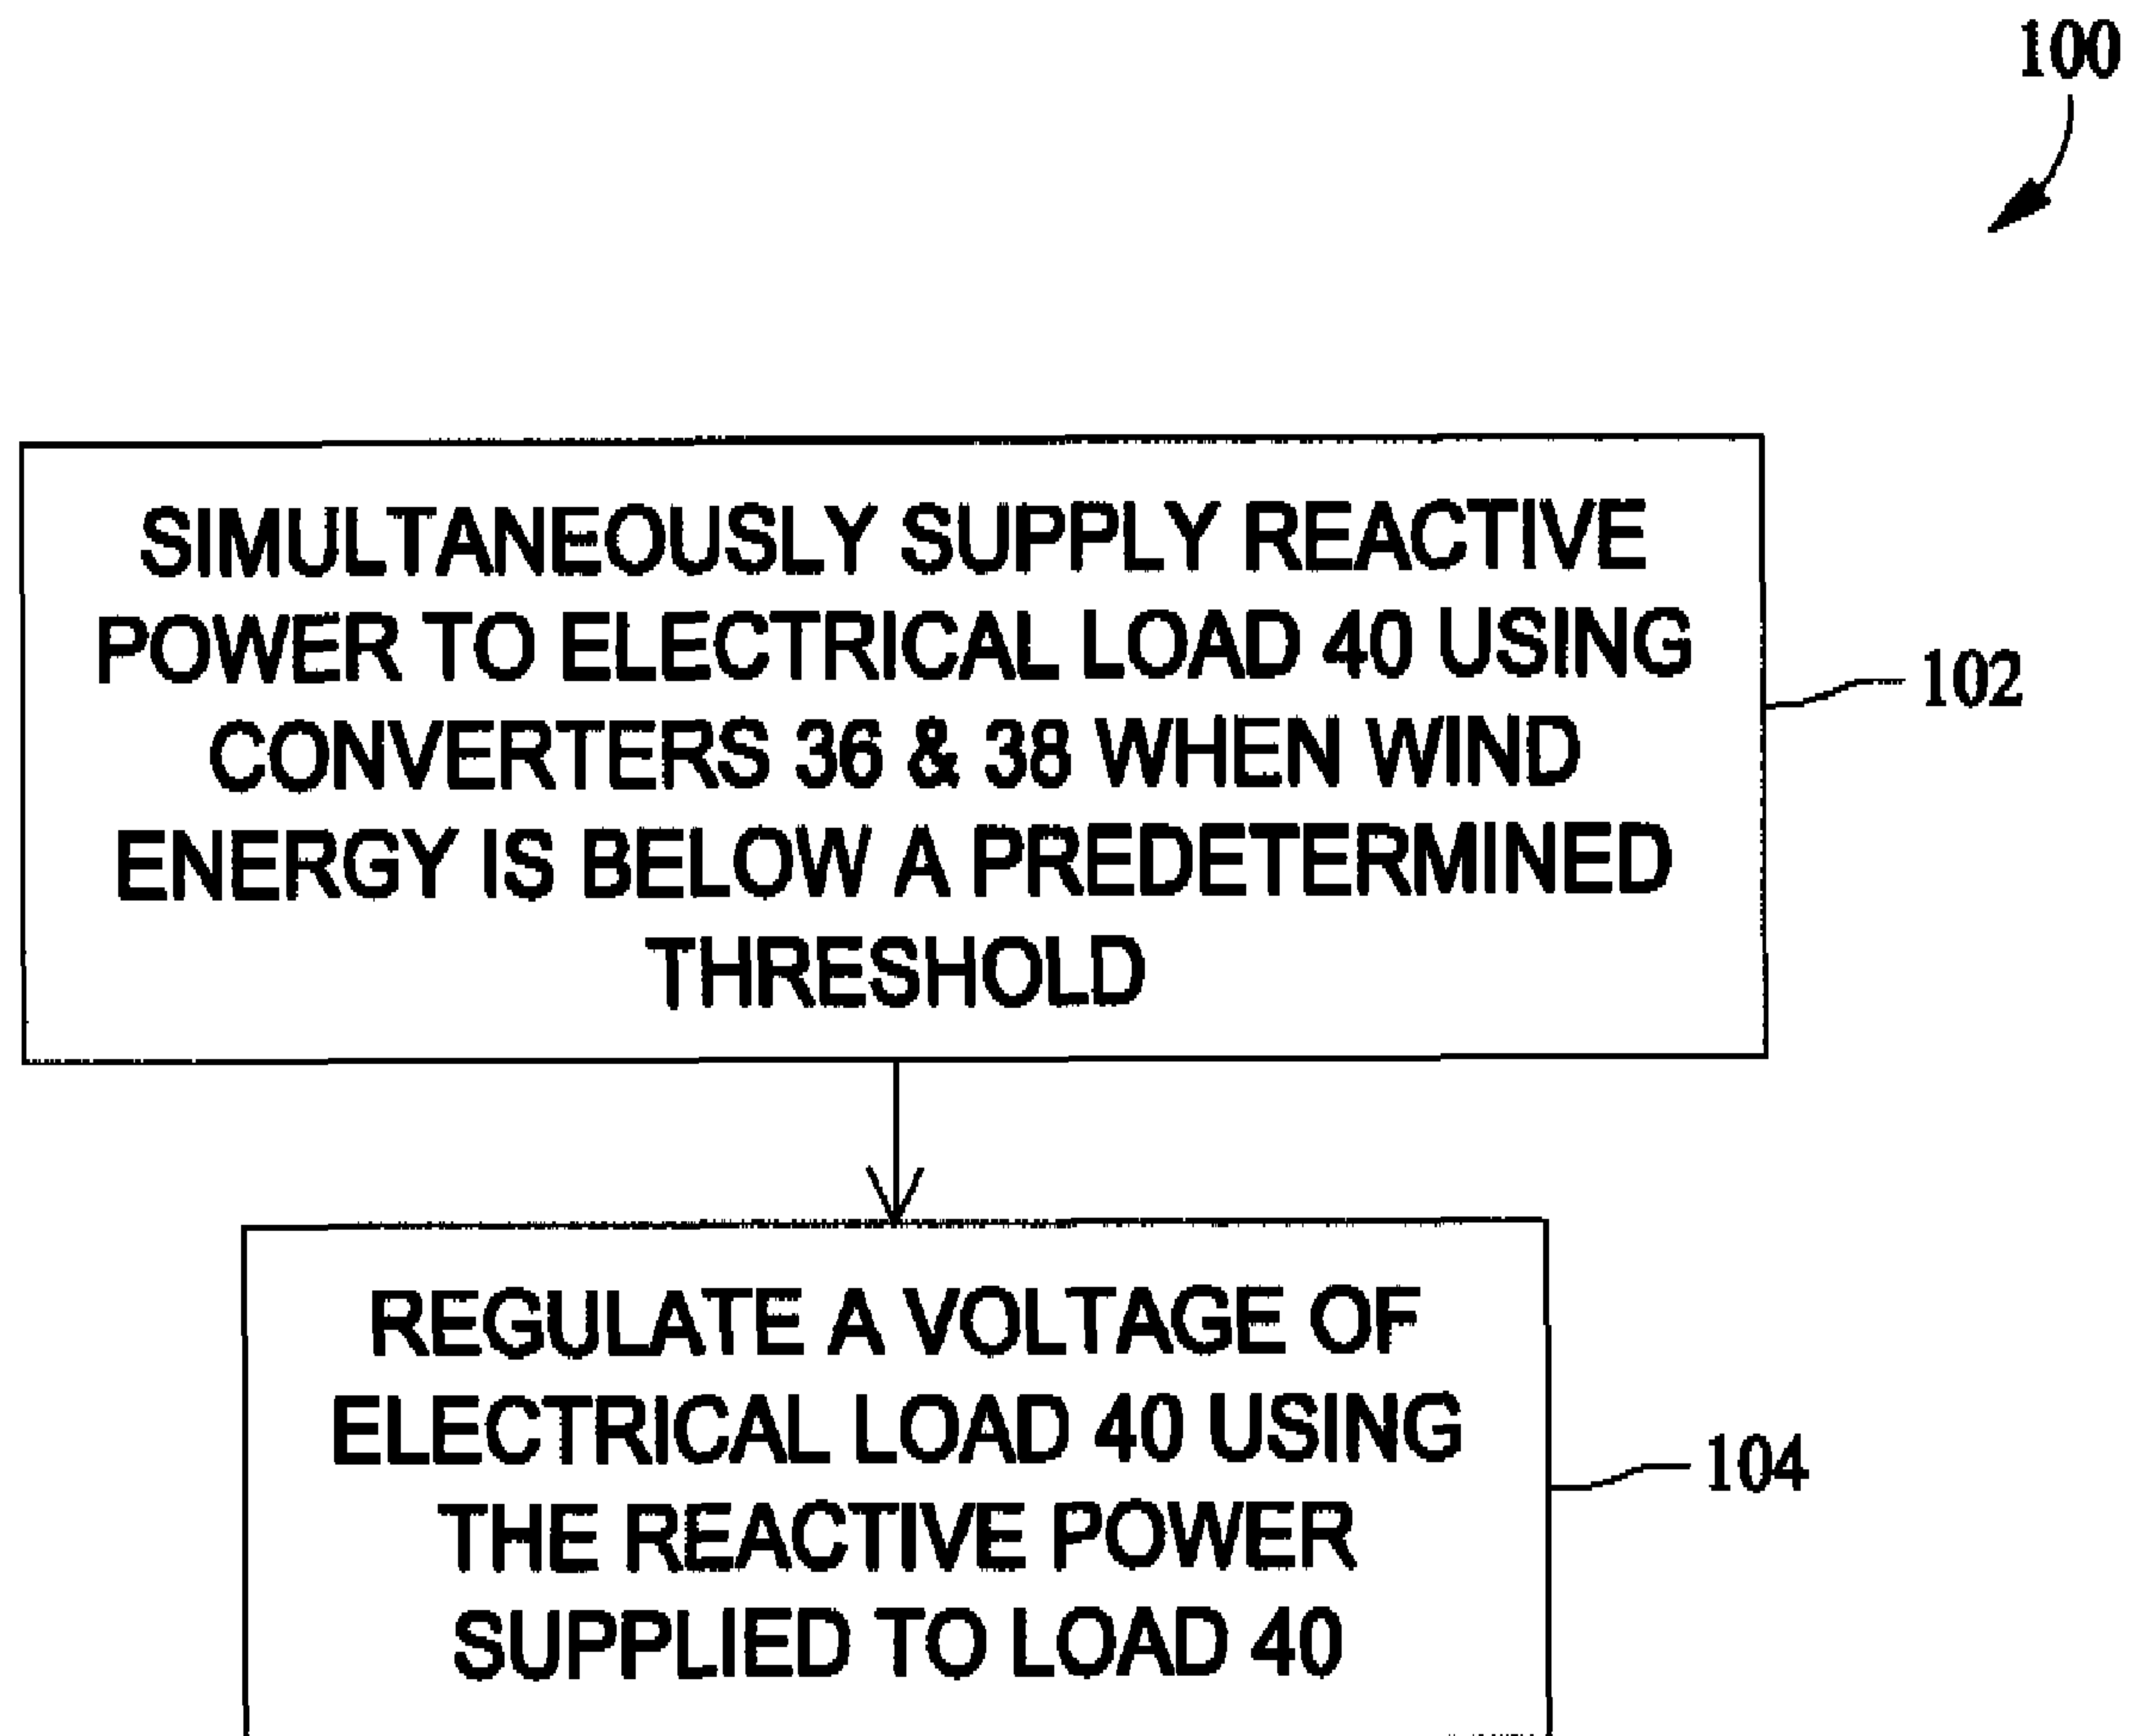 100
SIMULTANEOUSLY SUPPLY REACTIVE
POWER TO ELECTRICAL LOAD 40 USING
CONVERTERS 36 & 38 WHEN WIND
ENERGY IS BELOW A PREDETERMINED
THRESHOLD
102
REGULATE A VOLTAGE OF
ELECTRICAL LOAD 40 USING
THE REACTIVE POWER
SUPPLIED TO LOAD 40
104